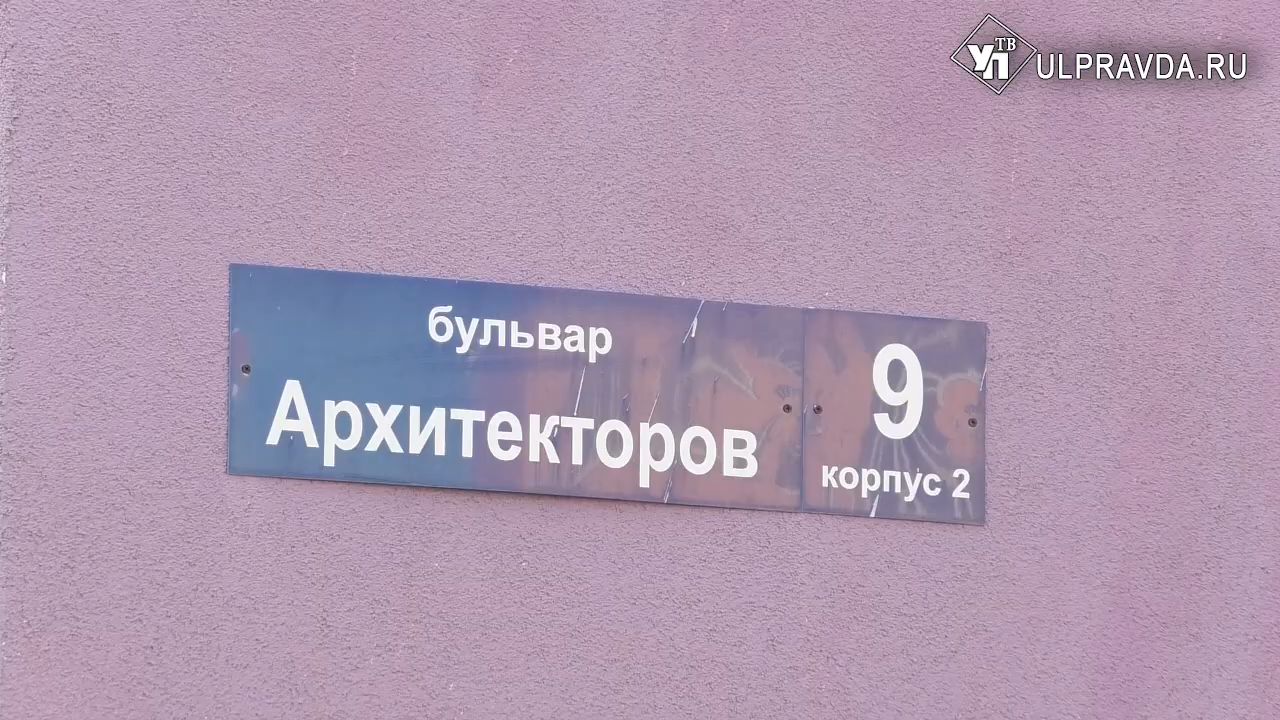 ТВ
УП
ULPRAVDA.RU
бульвар
Архитекторов
9
корпус 2